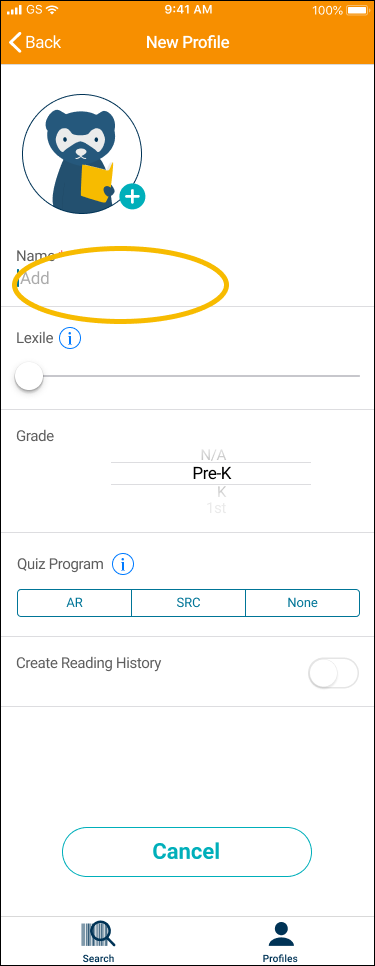 GS 9:41 AM 100%
Back New Profile
Name *
Add
Lexile i
Grade
N/A
Pre-K
K
1st
Quiz Program i
AR SRC None
Create Reading History
Cancel
Search Profiles